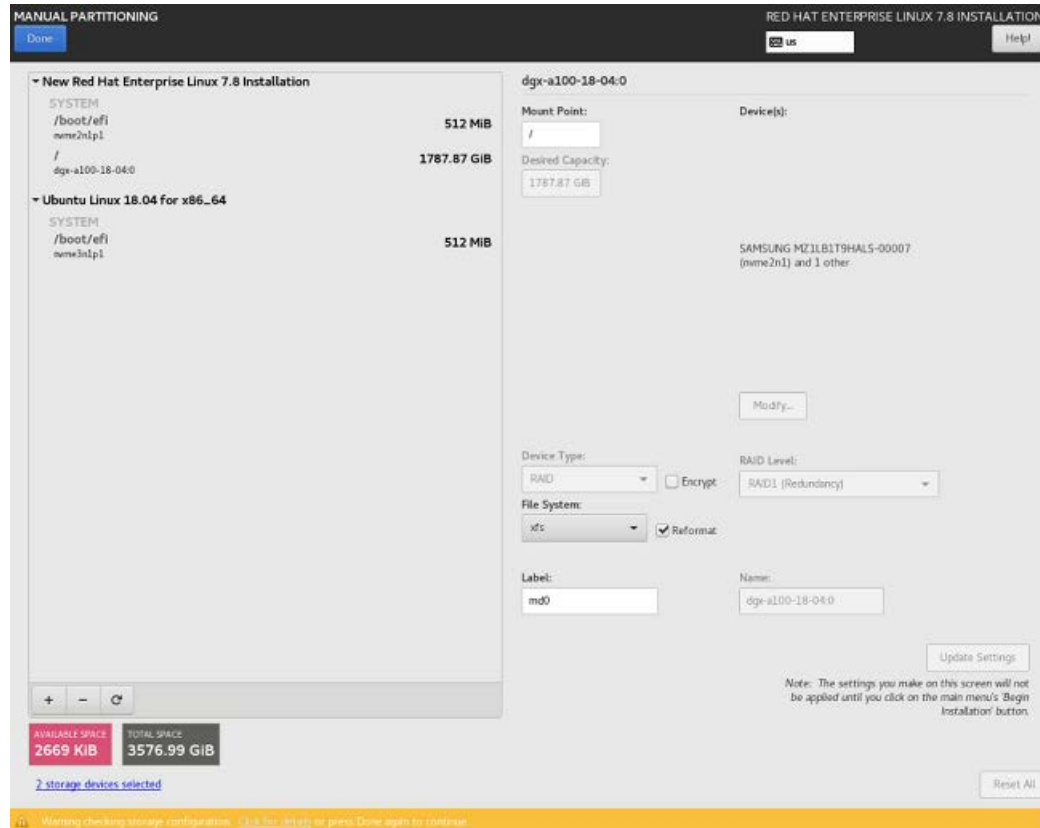 MANUAL PARTITIONING
RED HAT ENTERPRISE LINUX 7.8 INSTALLATION
Done
us
Help!
New Red Hat Enterprise Linux 7.8 Installation
SYSTEM
/boot/efi
512 MiB
nvme2n1p1
/
1787.87 GiB
dgx-a100-18-04:0
Ubuntu Linux 18.04 for x86_64
SYSTEM
/boot/efi
512 MiB
nvme3n1p1
dgx-a100-18-04:0
Mount Point:
Device(s):
/
Desired Capacity:
1787.87 GiB
SAMSUNG MZ1LB1T9HALS-00007
(nvme2n1) and 1 other
Modify...
Device Type:
RAID Level:
RAID
Encrypt
RAID1 (Redundancy)
File System:
xfs
Reformat
Label:
Name:
md0
dgx-a100-18-04:0
Update Settings
Note: The settings you make on this screen will not
be applied until you click on the main menu's 'Begin
Installation' button.
+ -
AVAILABLE SPACE
2669 KiB
TOTAL SPACE
3576.99 GiB
2 storage devices selected
Reset All
Warning checking storage configuration. Click for details or press Done again to continue.